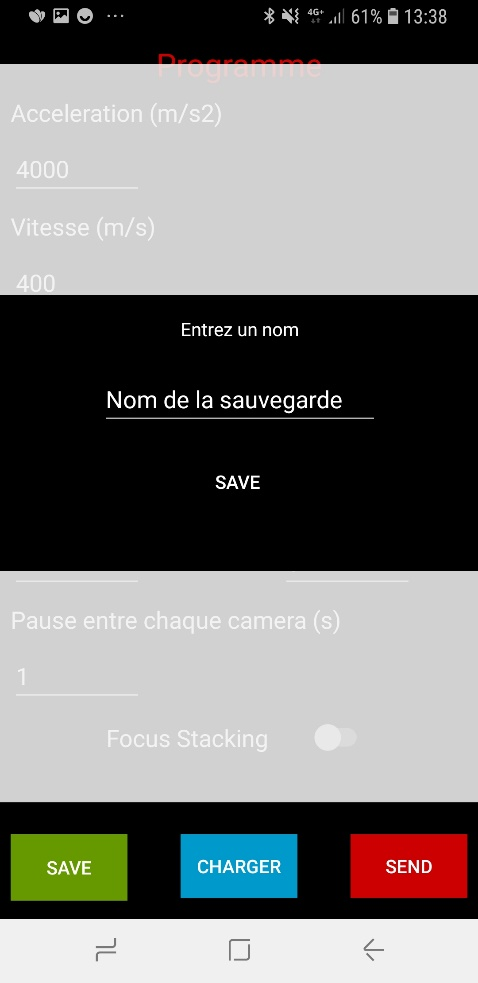 4G+ 61% 13:38
Programme
Acceleration (m/s2)
4000
Vitesse (m/s)
400
Entrez un nom
Nom de la sauvegarde
SAVE
Pause entre chaque camera (s)
1
Focus Stacking
SAVE CHARGER SEND